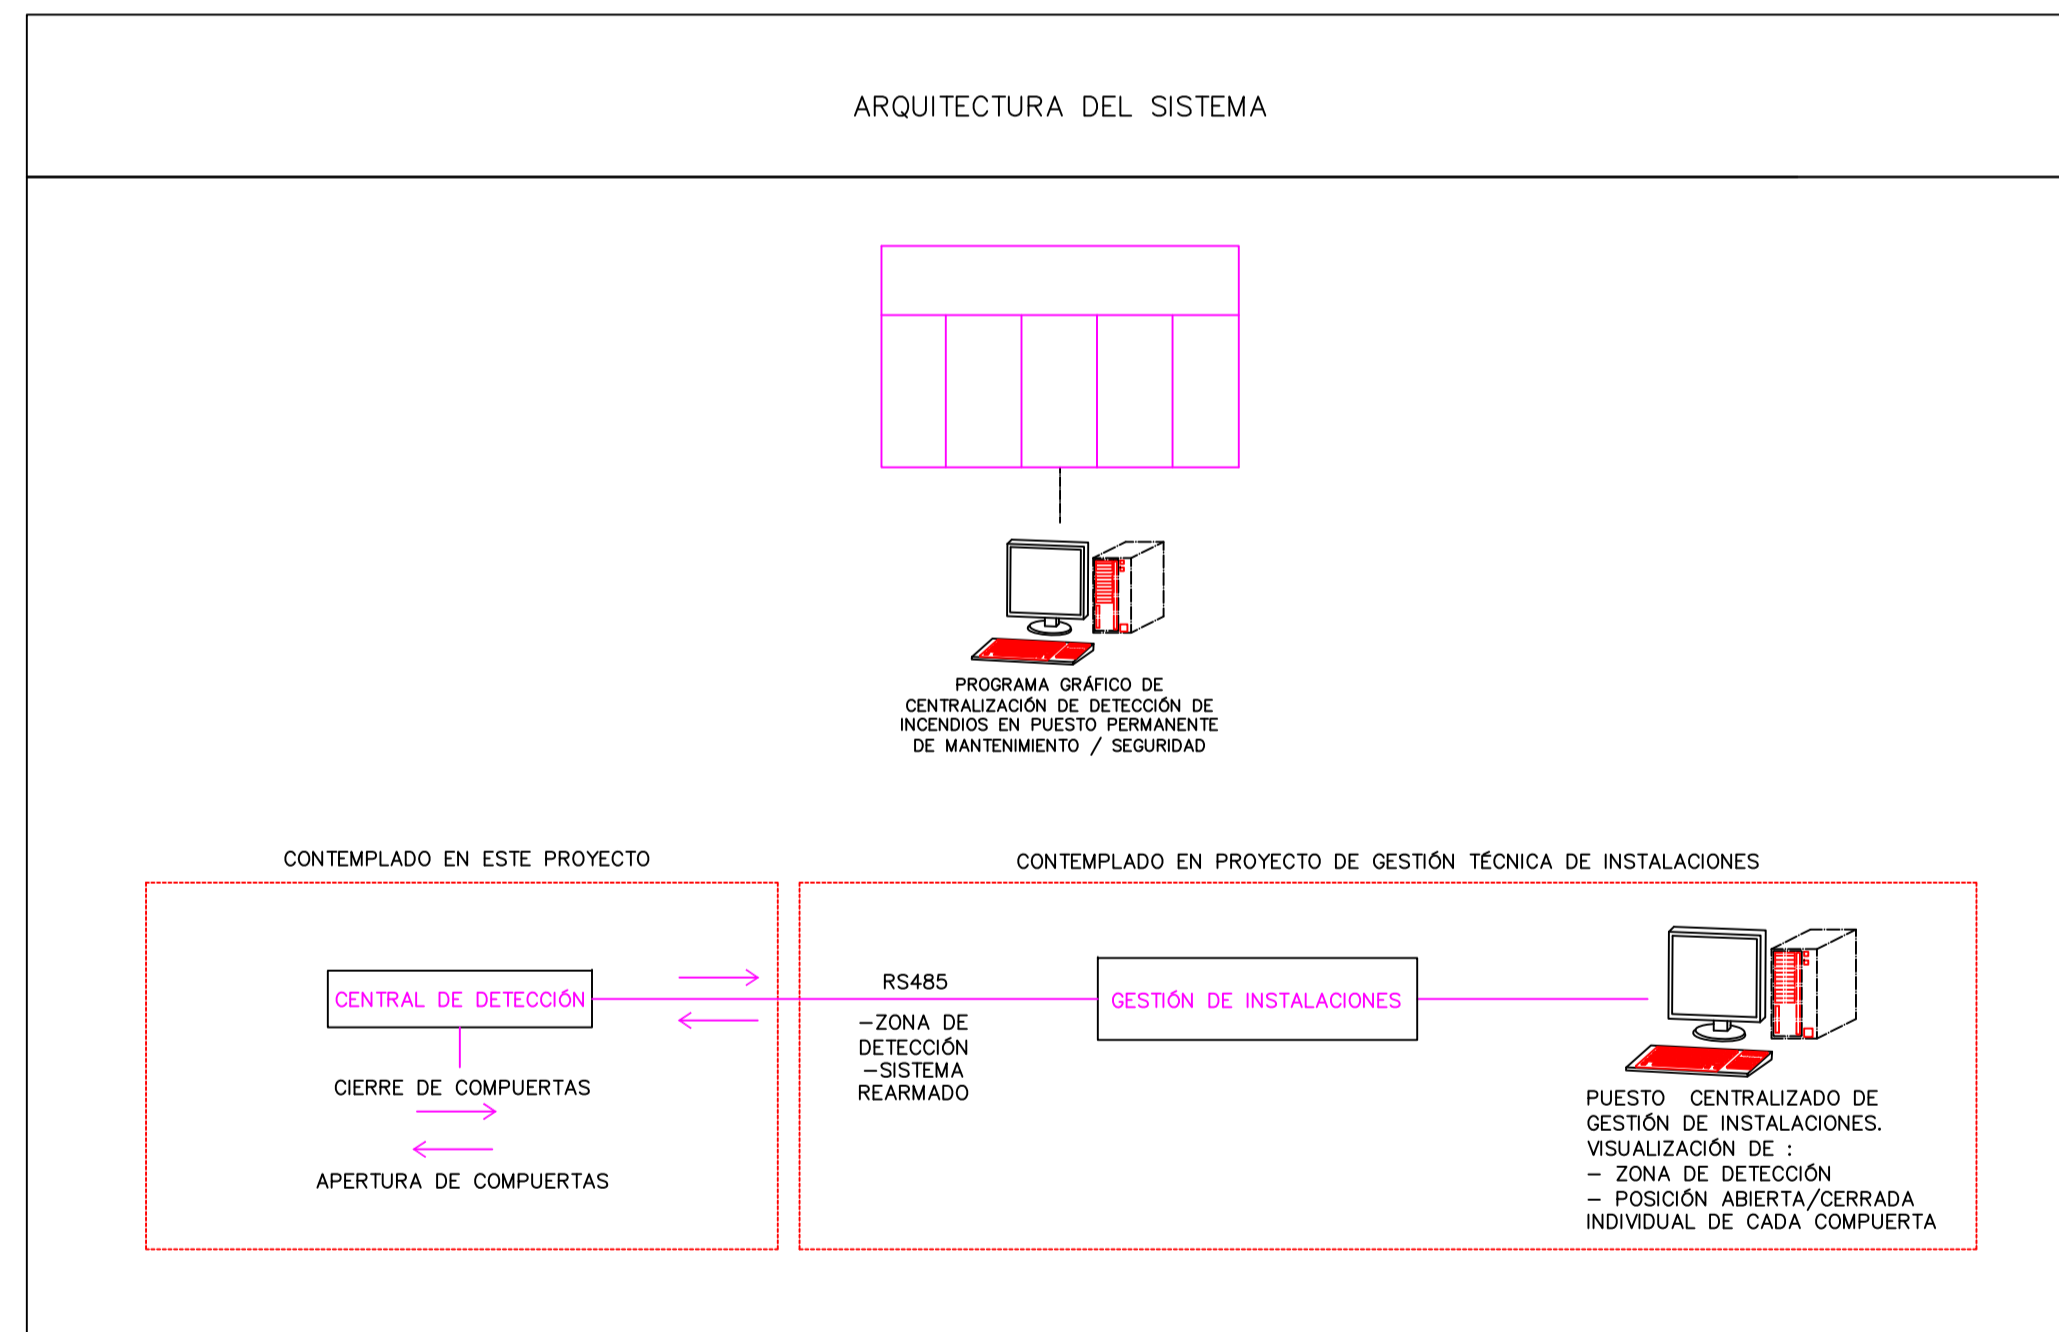 ARQUITECTURA DEL SISTEMA
PROGRAMA GRÁFICO DE
CENTRALIZACIÓN DE DETECCIÓN DE
INCENDIOS EN PUESTO PERMANENTE
DE MANTENIMIENTO / SEGURIDAD
CONTEMPLADO EN ESTE PROYECTO
CENTRAL DE DETECCIÓN
CIERRE DE COMPUERTAS
APERTURA DE COMPUERTAS
CONTEMPLADO EN PROYECTO DE GESTIÓN TÉCNICA DE INSTALACIONES
RS485
–ZONA DE
DETECCIÓN
–SISTEMA
REARMADO
GESTIÓN DE INSTALACIONES
PUESTO CENTRALIZADO DE
GESTIÓN DE INSTALACIONES.
VISUALIZACIÓN DE :
– ZONA DE DETECCIÓN
– POSICIÓN ABIERTA/CERRADA
INDIVIDUAL DE CADA COMPUERTA